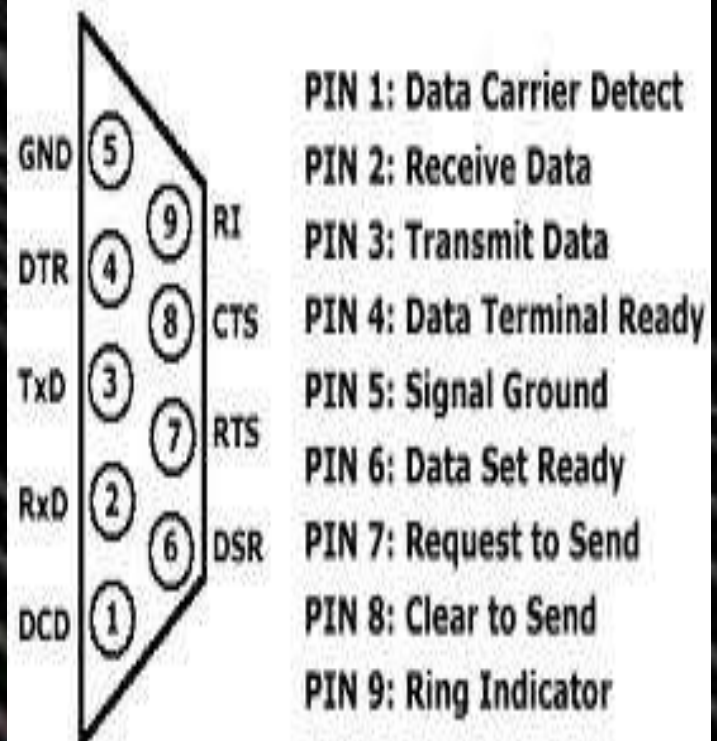 GND 5
9 RI
DTR 4
8 CTS
TxD 3
7 RTS
RxD 2
6 DSR
DCD 1
PIN 1: Data Carrier Detect
PIN 2: Receive Data
PIN 3: Transmit Data
PIN 4: Data Terminal Ready
PIN 5: Signal Ground
PIN 6: Data Set Ready
PIN 7: Request to Send
PIN 8: Clear to Send
PIN 9: Ring Indicator